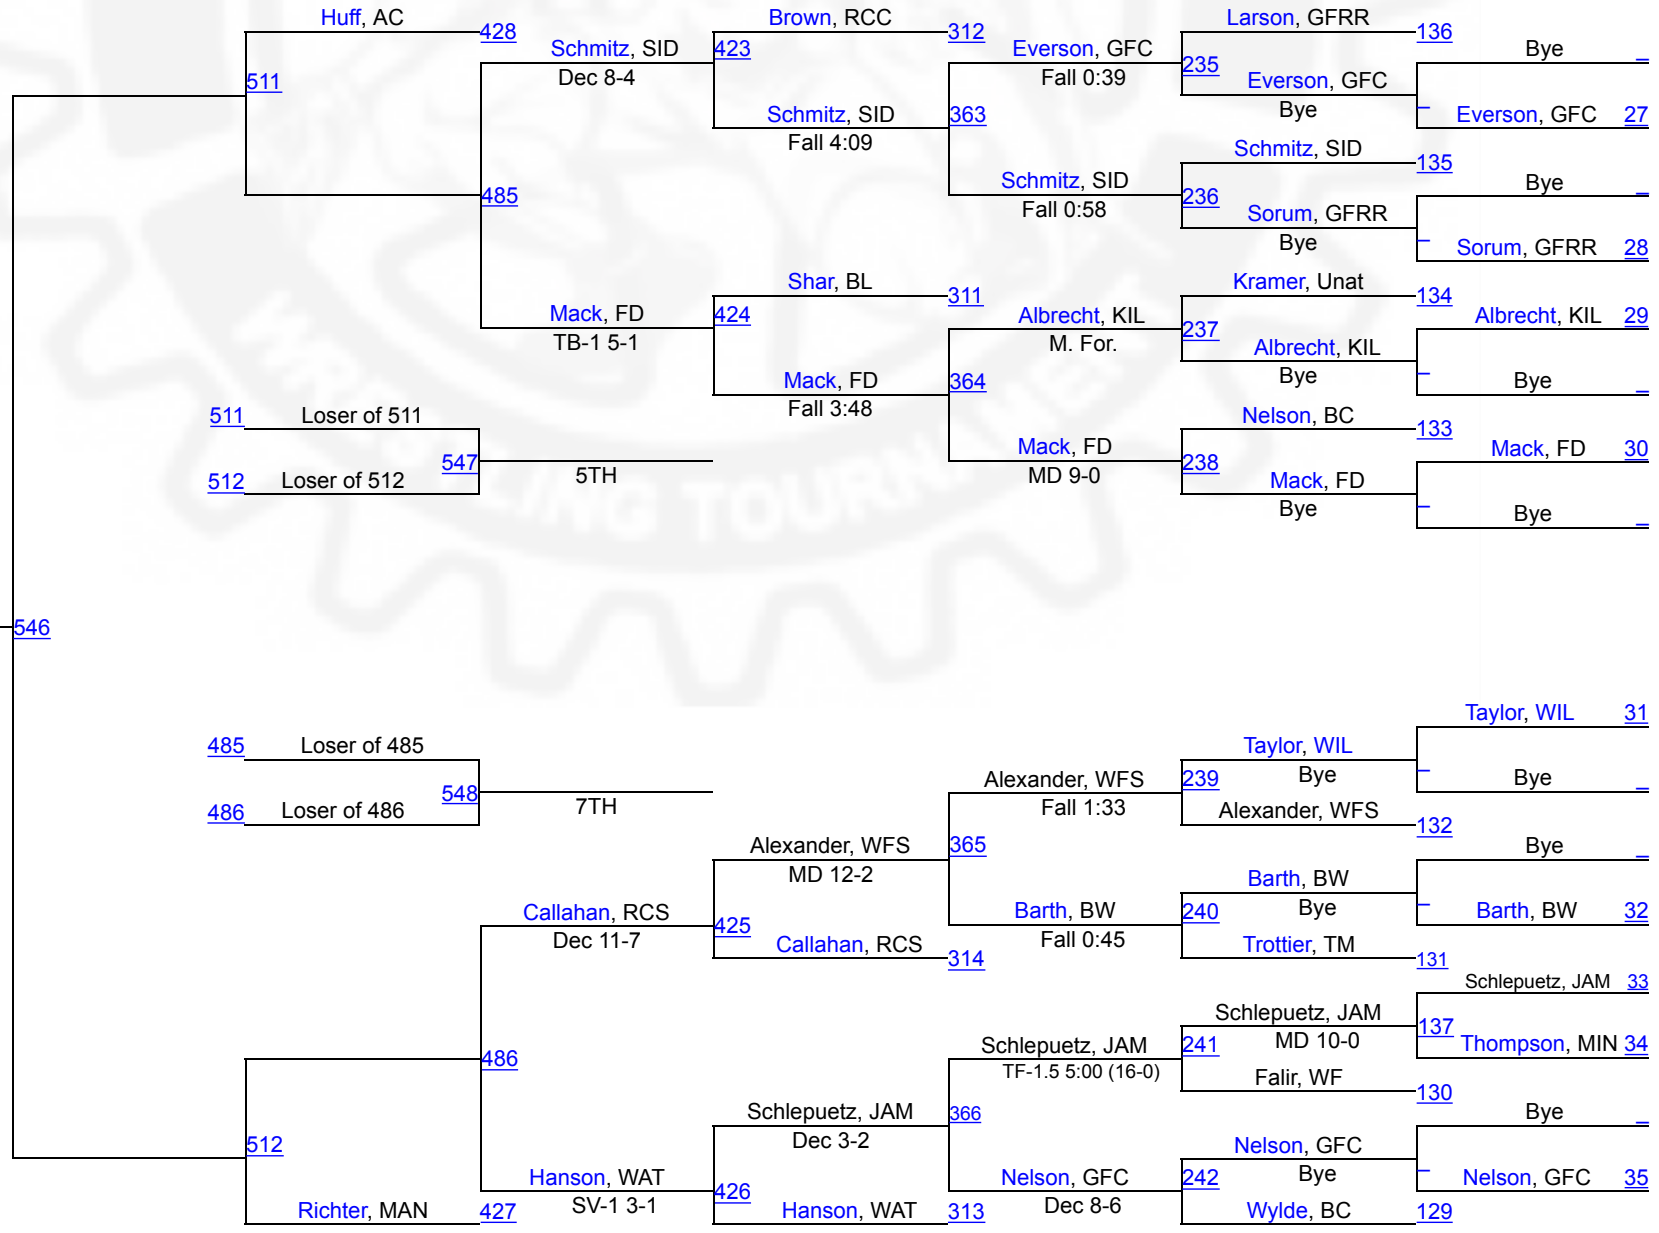 Huff, AC
428
511
Schmitz, SID
Dec 8-4
423
Brown, RCC
312
Schmitz, SID
Fall 4:09
Everson, GFC
Fall 0:39
363
Larson, GFRR
136
235
Everson, GFC
Bye
Bye
Everson, GFC 27
Schmitz, SID
Fall 0:58
Schmitz, SID
135
236
Sorum, GFRR
Bye
Bye
Sorum, GFRR 28
485
Mack, FD
TB-1 5-1
424
Shar, BL
311
Mack, FD
Fall 3:48
Albrecht, KIL
M. For.
364
Kramer, Unat
134
237
Albrecht, KIL
Bye
Albrecht, KIL 29
Bye
Mack, FD
MD 9-0
Nelson, BC
133
238
Mack, FD
Bye
Mack, FD 30
Bye
511 Loser of 511
547
512 Loser of 512
5TH
WRESTLING TOURNAMENT
546
485 Loser of 485
548
486 Loser of 486
7TH
Alexander, WFS
Fall 1:33
Taylor, WIL
Bye
239
Alexander, WFS
132
Taylor, WIL 31
Bye
Alexander, WFS
MD 12-2
365
Callahan, RCS
Dec 11-7
425
Callahan, RCS
314
Barth, BW
Fall 0:45
Barth, BW
Bye
240
Trottier, TM
131
Bye
Barth, BW 32
486
Schlepuetz, JAM
TF-1.5 5:00 (16-0)
Schlepuetz, JAM
MD 10-0
241
Falir, WF
130
Schlepuetz, JAM 33
137
Thompson, MIN 34
Schlepuetz, JAM
Dec 3-2
366
512
Hanson, WAT
SV-1 3-1
426
Hanson, WAT
313
Nelson, GFC
Dec 8-6
Nelson, GFC
Bye
242
Wylde, BC
129
Bye
Nelson, GFC 35
Richter, MAN
427